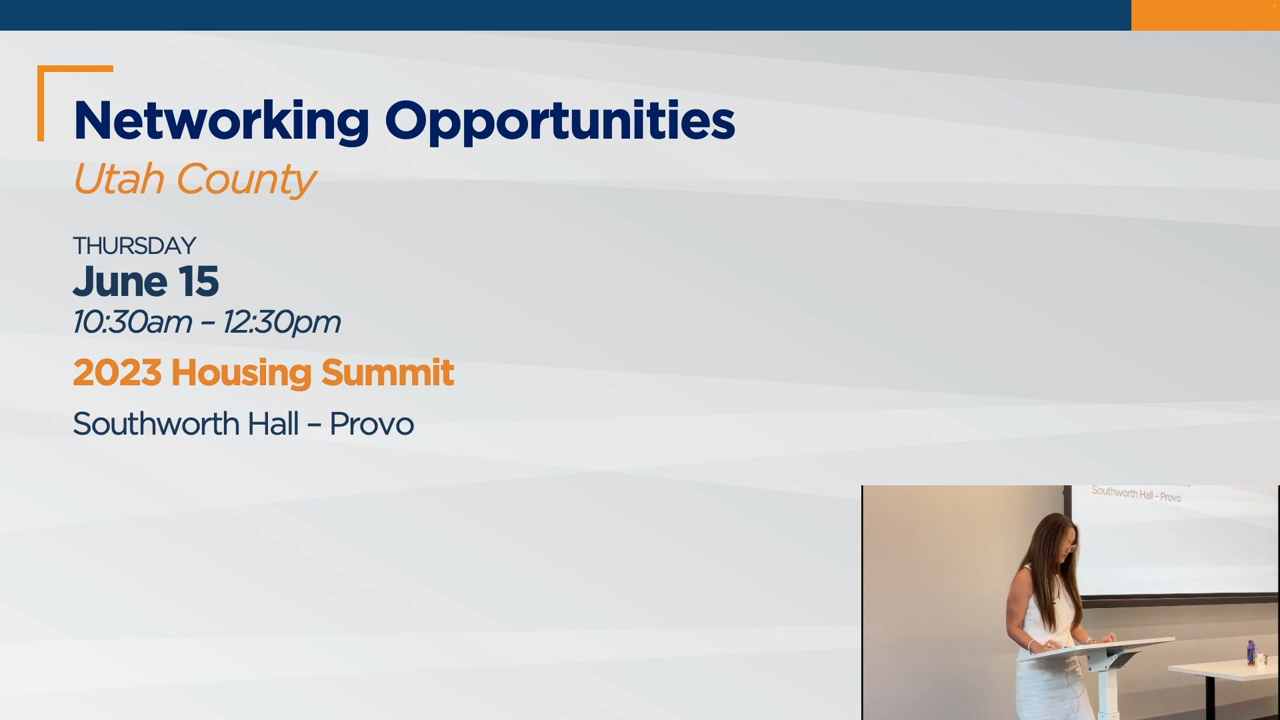 Networking Opportunities
Utah County
THURSDAY
June 15
10:30am – 12:30pm
2023 Housing Summit
Southworth Hall – Provo
Southworth Hall – Provo